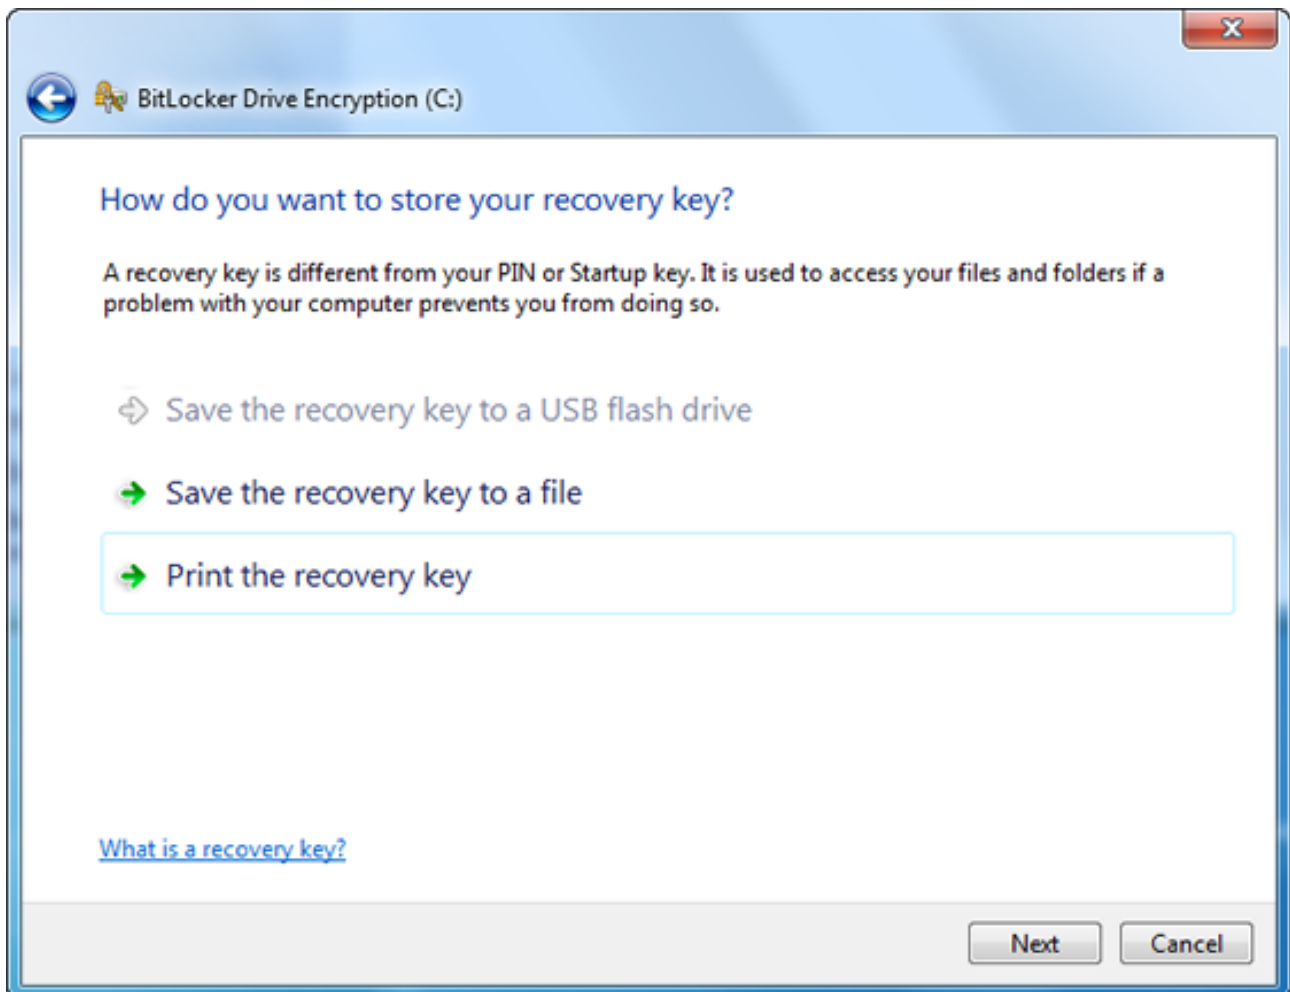 BitLocker Drive Encryption (C:)
How do you want to store your recovery key?
A recovery key is different from your PIN or Startup key. It is used to access your files and folders if a
problem with your computer prevents you from doing so.
Save the recovery key to a USB flash drive
Save the recovery key to a file
Print the recovery key
What is a recovery key?
Next
Cancel